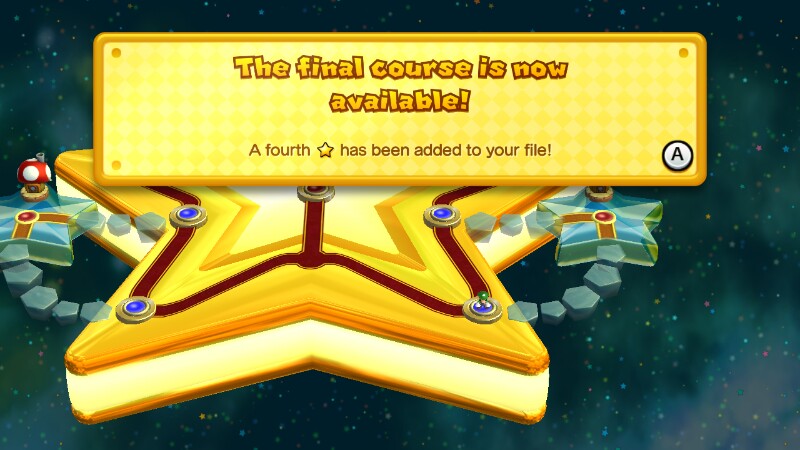 The final course is now
available!
A fourth ☆ has been added to your file!
A